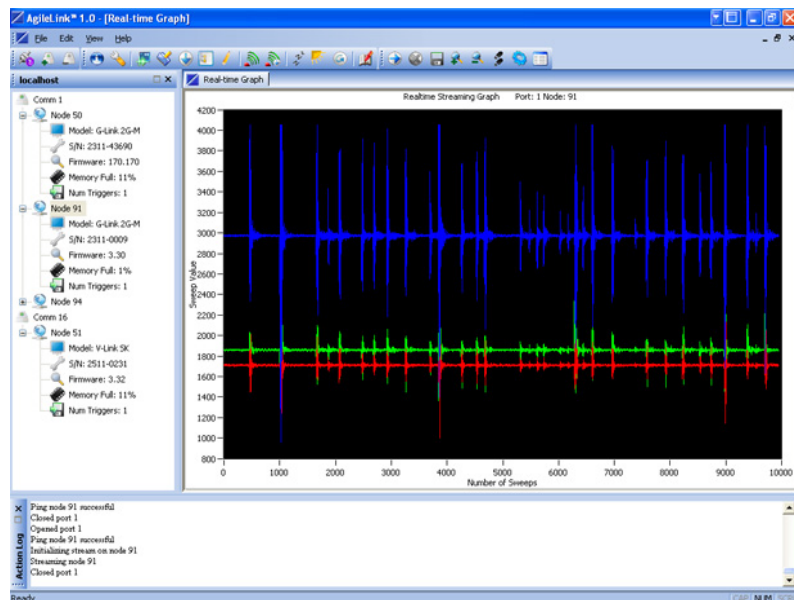 AgileLink™ 1.0 - [Real-time Graph]
File Edit View Help
localhost
Comm 1
Node 50
Model: G-Link 2G-M
S/N: 2311-43690
Firmware: 170.170
Memory Full: 11%
Num Triggers: 1
Node 91
Model: G-Link 2G-M
S/N: 2311-0009
Firmware: 3.30
Memory Full: 1%
Num Triggers: 1
Node 94
Comm 16
Node 51
Model: V-Link SK
S/N: 2511-0231
Firmware: 3.32
Memory Full: 11%
Num Triggers: 1
Real-time Graph
Realtime Streaming Graph Port: 1 Node: 91
Sweep Value
4200
4000
3800
3600
3400
3200
3000
2800
2600
2400
2200
2000
1800
1600
1400
1200
1000
800
0 1000 2000 3000 4000 5000 6000 7000 8000 9000 10000
Number of Sweeps
Action Log
Ping node 91 successful
Closed port 1
Opened port 1
Ping node 91 successful
Initializing stream on node 91
Streaming node 91
Closed port 1
Ready
CAP NUM SCR